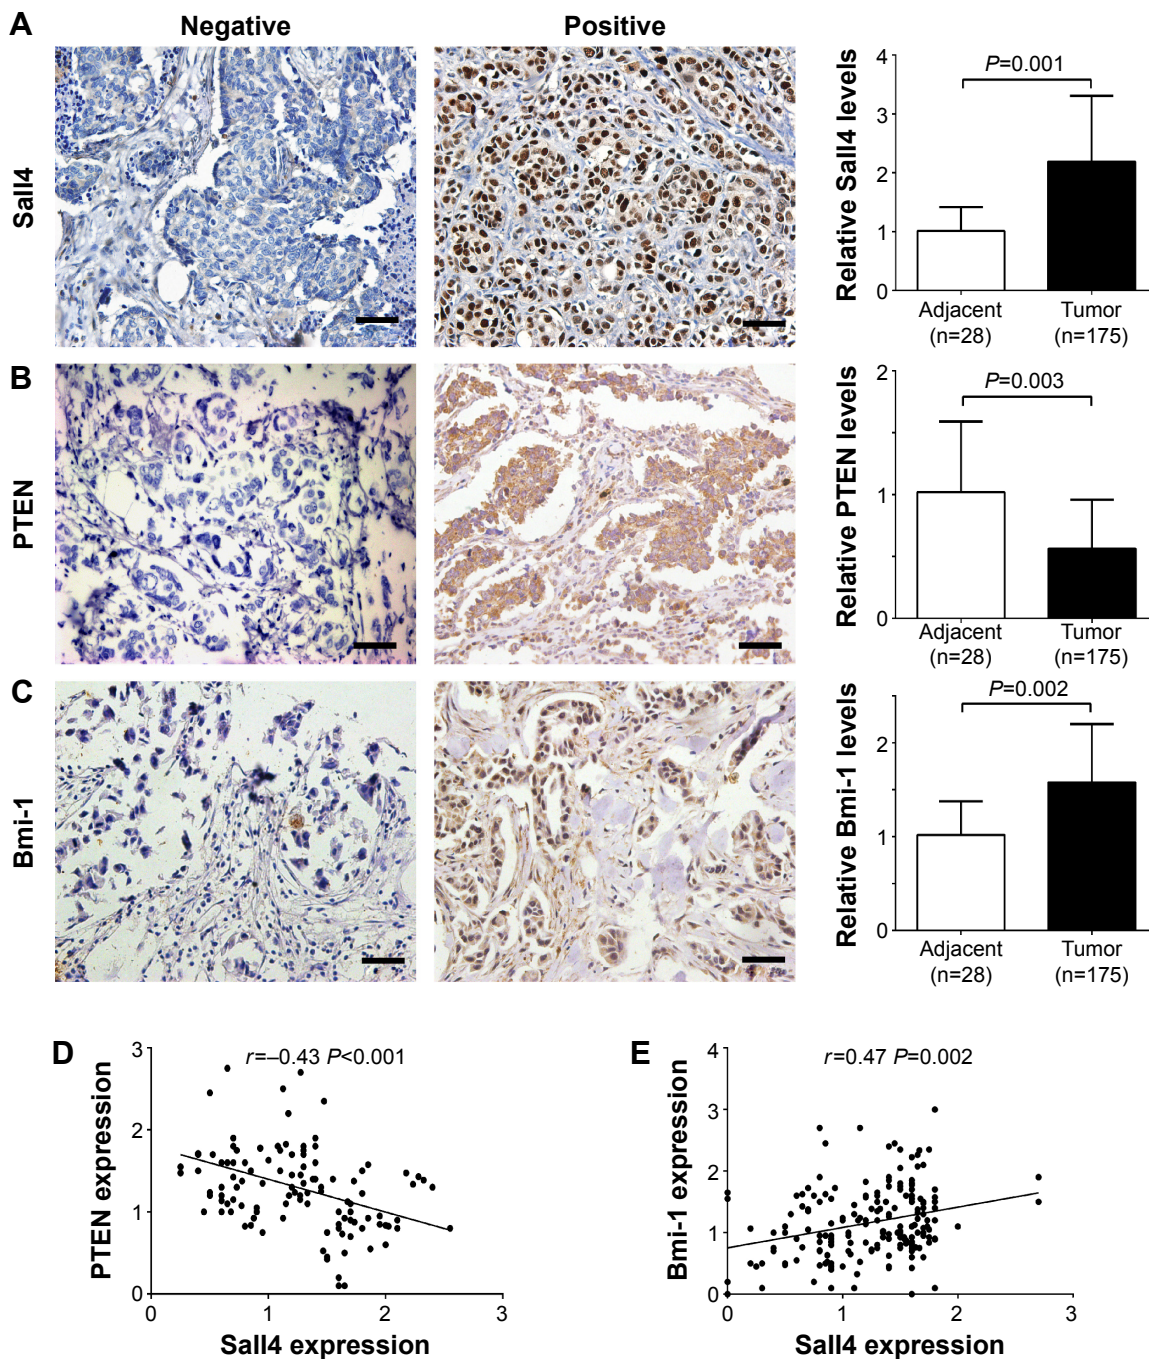 A
Negative
Positive
Sall4
Relative Sall4 levels
4
3
2
1
0
P=0.001
Adjacent
(n=28)
Tumor
(n=175)
B
PTEN
Relative PTEN levels
2
1
0
P=0.003
Adjacent
(n=28)
Tumor
(n=175)
C
Bmi-1
Relative Bmi-1 levels
2
1
0
P=0.002
Adjacent
(n=28)
Tumor
(n=175)
D
r=–0.43 P<0.001
PTEN expression
3
2
1
0
0 1 2 3
Sall4 expression
E
r=0.47 P=0.002
Bmi-1 expression
4
3
2
1
0
0 1 2 3
Sall4 expression